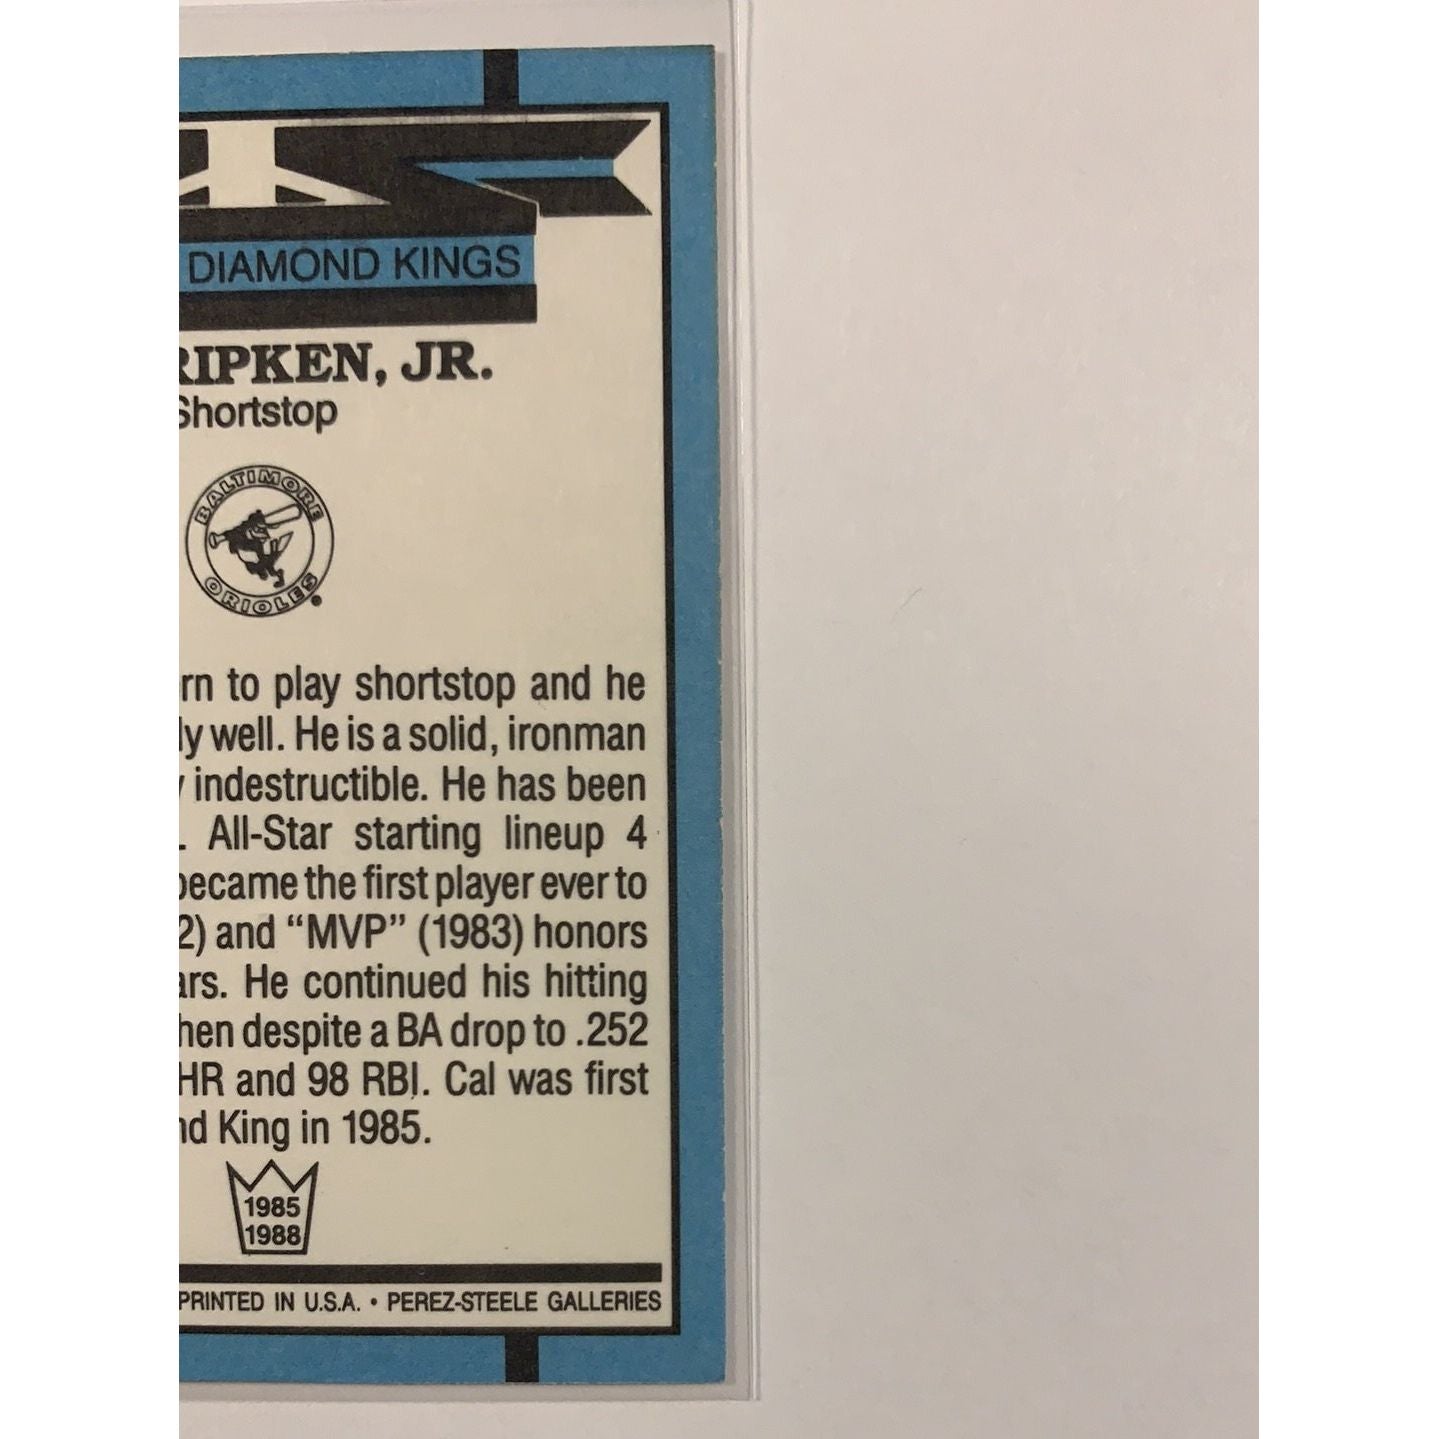 DIAMOND KINGS
RIPKEN, JR.
Shortstop
BALTIMORE
ORIOLES
rn to play shortstop and he
ly well. He is a solid, ironman
y indestructible. He has been
. All-Star starting lineup 4
became the first player ever to
2) and “MVP” (1983) honors
ars. He continued his hitting
hen despite a BA drop to .252
HR and 98 RBI. Cal was first
nd King in 1985.
1985
1988
PRINTED IN U.S.A. • PEREZ-STEELE GALLERIES